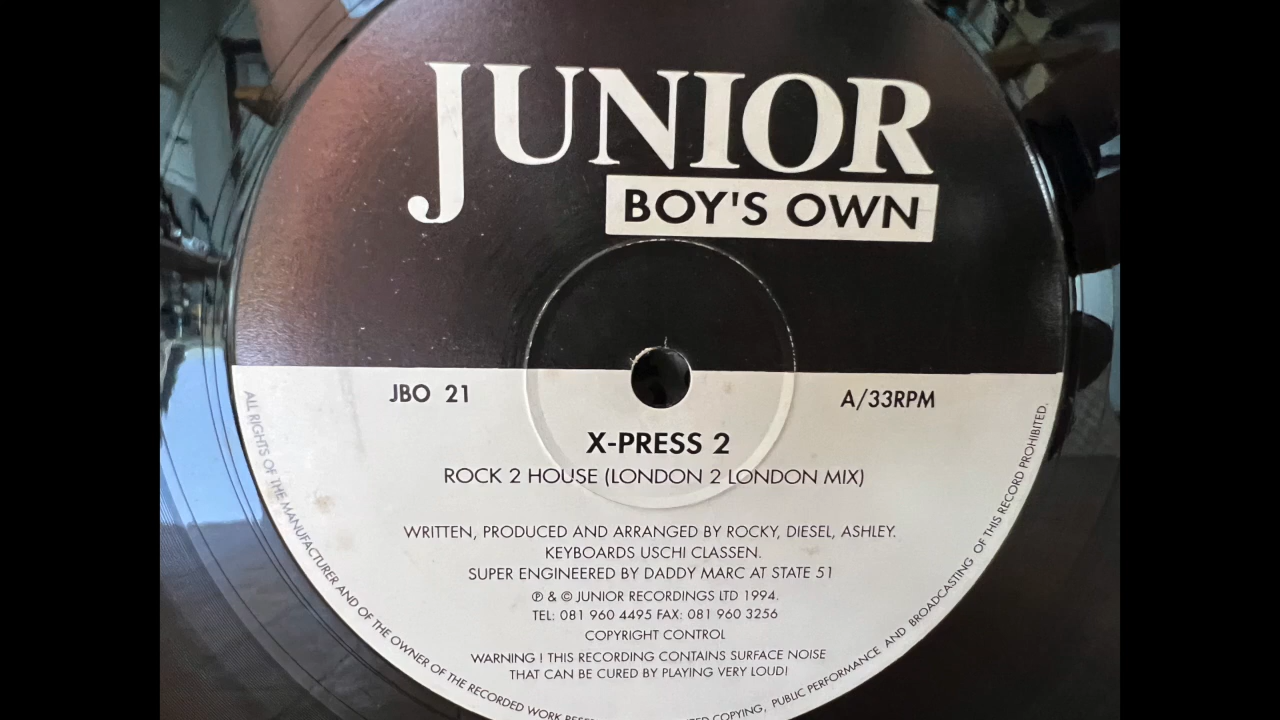 JUNIOR
BOY'S OWN
JBO 21
A/33RPM
X-PRESS 2
ROCK 2 HOUSE (LONDON 2 LONDON MIX)
WRITTEN, PRODUCED AND ARRANGED BY ROCKY, DIESEL, ASHLEY.
KEYBOARDS USCHI CLASSEN.
SUPER ENGINEERED BY DADDY MARC AT STATE 51
℗ & © JUNIOR RECORDINGS LTD 1994.
TEL: 081 960 4495 FAX: 081 960 3256
COPYRIGHT CONTROL
WARNING ! THIS RECORDING CONTAINS SURFACE NOISE
THAT CAN BE CURED BY PLAYING VERY LOUD!
ALL RIGHTS OF THE MANUFACTURER AND OF THE OWNER OF THE RECORDED WORK COPYING, PUBLIC PERFORMANCE AND BROADCASTING OF THIS RECORD PROHIBITED.